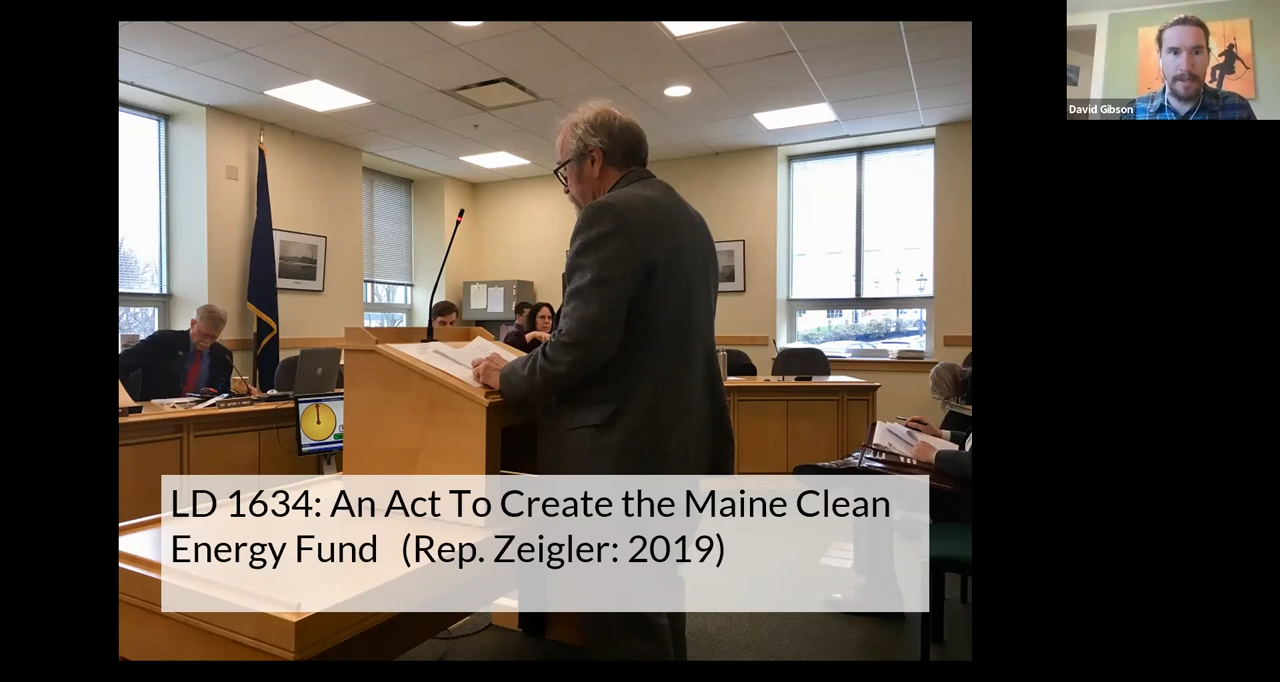 David Gibson
LD 1634: An Act To Create the Maine Clean
Energy Fund (Rep. Zeigler: 2019)